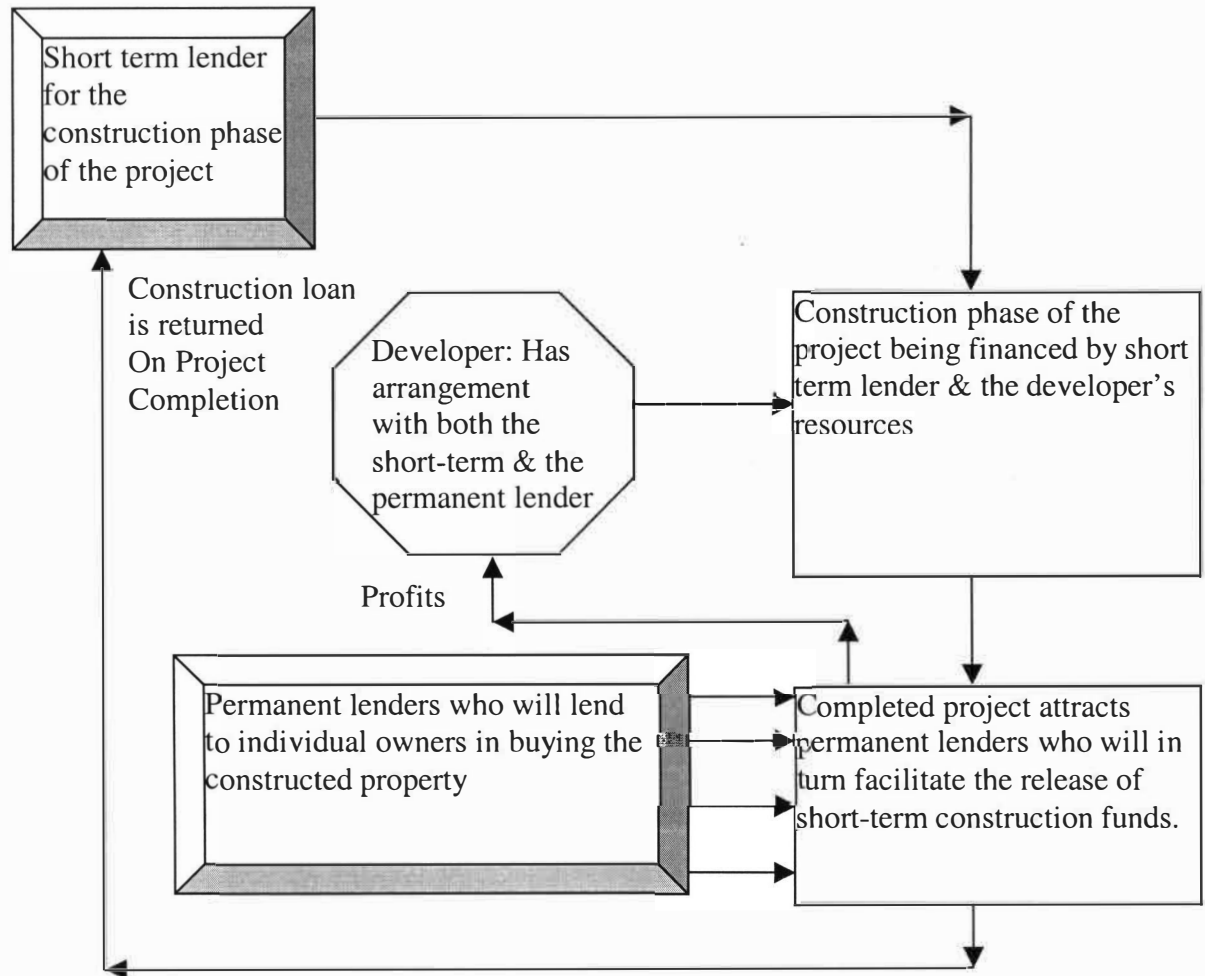 Short term lender
for the
construction phase
of the project
Construction loan
is returned
On Project
Completion
Developer: Has
arrangement
with both the
short-term & the
permanent lender
Construction phase of the
project being financed by short
term lender & the developer's
resources
Profits
Permanent lenders who will lend
to individual owners in buying the
constructed property
Completed project attracts
permanent lenders who will in
turn facilitate the release of
short-term construction funds.